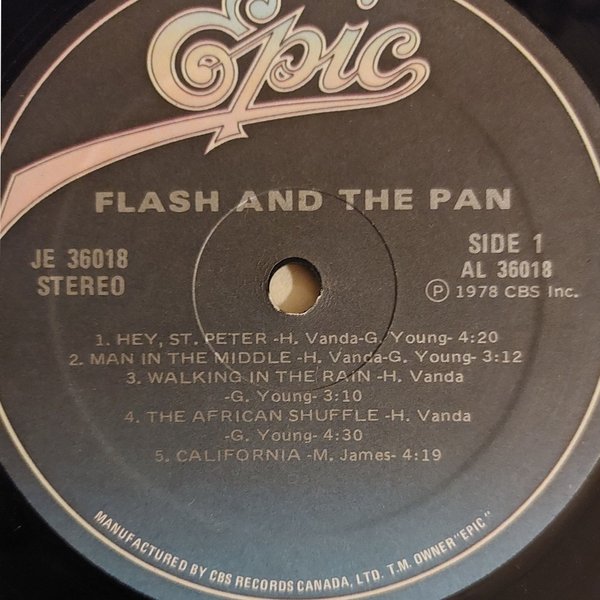 Epic
FLASH AND THE PAN
JE 36018
STEREO
SIDE 1
AL 36018
Ⓟ 1978 CBS Inc.
1. HEY, ST. PETER -H. Vanda-G. Young- 4:20
2. MAN IN THE MIDDLE -H. Vanda-G. Young- 3:12
3. WALKING IN THE RAIN -H. Vanda
-G. Young- 3:10
4. THE AFRICAN SHUFFLE -H. Vanda
-G. Young- 4:30
5. CALIFORNIA -M. James- 4:19
MANUFACTURED BY CBS RECORDS CANADA, LTD. T.M. OWNER "EPIC"